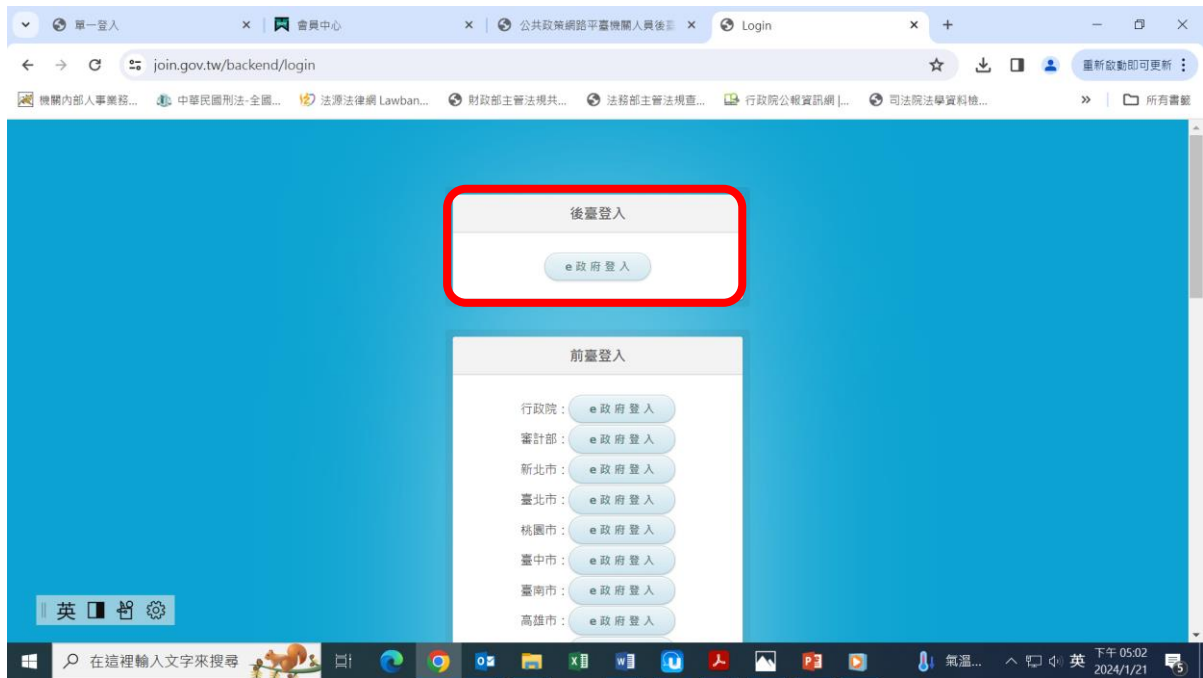 單一登入
會員中心
公共政策網路平臺機關人員後臺
Login
join.gov.tw/backend/login
重新啟動即可更新
機關內部人事業務...
中華民國刑法-全國...
法源法律網 Lawban...
財政部主管法規共...
法務部主管法規查...
行政院公報資訊網 |...
司法院法學資料檢...
所有書籤
後臺登入
e政府登入
前臺登入
行政院： e政府登入
審計部： e政府登入
新北市： e政府登入
臺北市： e政府登入
桃園市： e政府登入
臺中市： e政府登入
臺南市： e政府登入
高雄市： e政府登入
英
在這裡輸入文字來搜尋
氣溫...
英
下午 05:02
2024/1/21